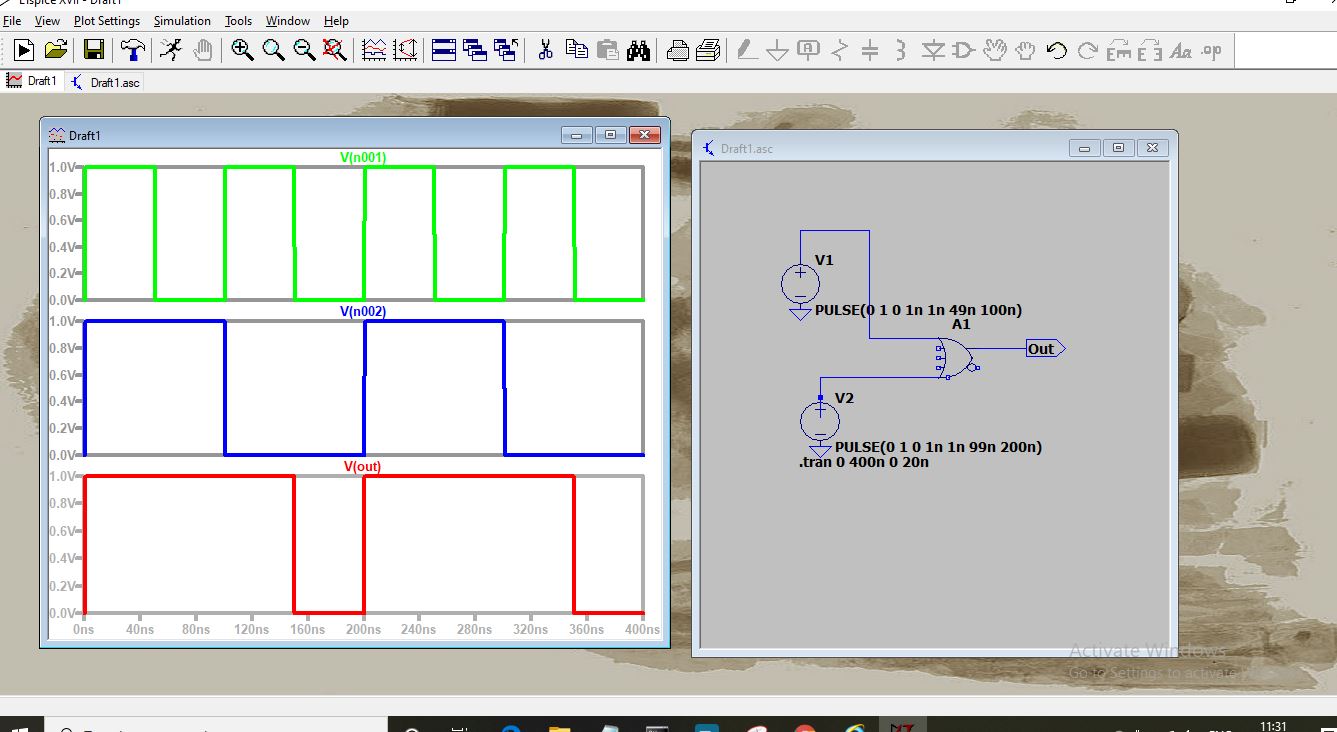 LTspice XVII - Draft1
File View Plot Settings Simulation Tools Window Help
Draft1 Draft1.asc
Draft1
V(n001)
1.0V
0.8V
0.6V
0.4V
0.2V
0.0V
V(n002)
1.0V
0.8V
0.6V
0.4V
0.2V
0.0V
V(out)
1.0V
0.8V
0.6V
0.4V
0.2V
0.0V
0ns 40ns 80ns 120ns 160ns 200ns 240ns 280ns 320ns 360ns 400ns
Draft1.asc
V1
PULSE(0 1 0 1n 1n 49n 100n)
A1
Out
V2
PULSE(0 1 0 1n 1n 99n 200n)
.tran 0 400n 0 20n
Activate Windows
Go to Settings to activate
11:31